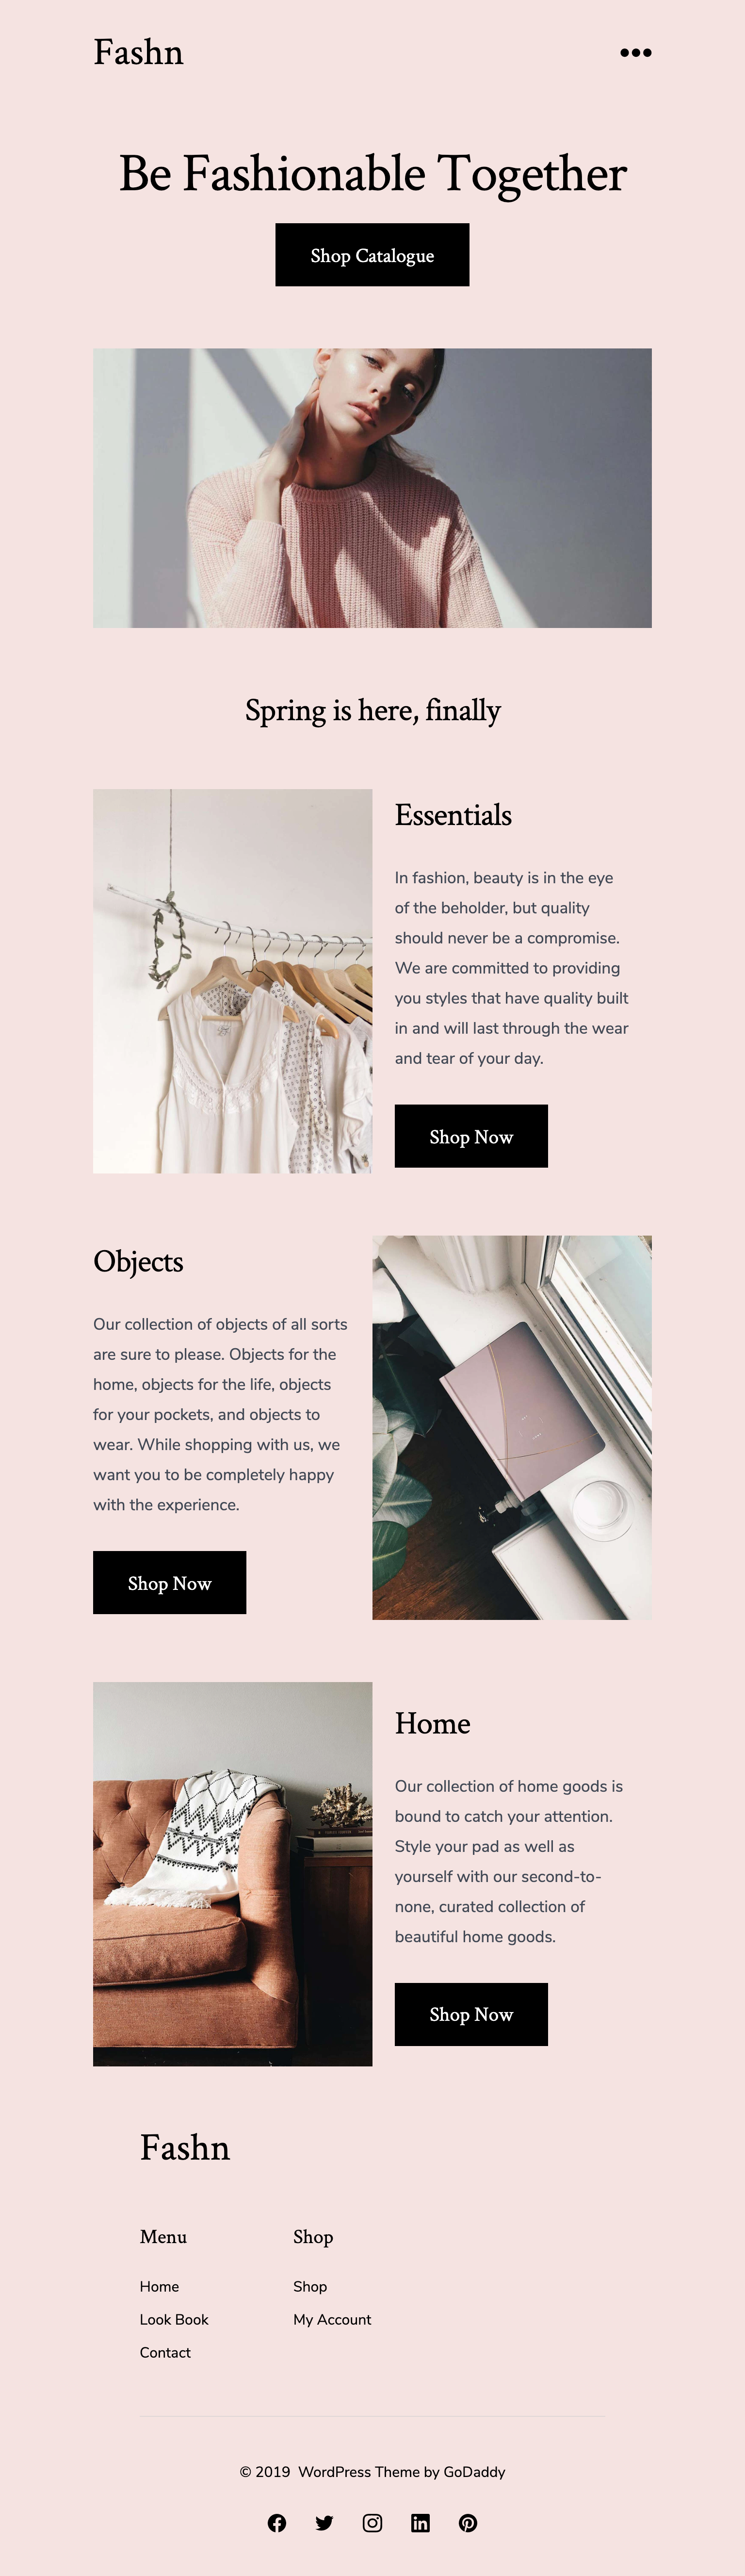 Fashn
Be Fashionable Together
Shop Catalogue
Spring is here, finally
Essentials
In fashion, beauty is in the eye
of the beholder, but quality
should never be a compromise.
We are committed to providing
you styles that have quality built
in and will last through the wear
and tear of your day.
Shop Now
Objects
Our collection of objects of all sorts
are sure to please. Objects for the
home, objects for the life, objects
for your pockets, and objects to
wear. While shopping with us, we
want you to be completely happy
with the experience.
Shop Now
Home
Our collection of home goods is
bound to catch your attention.
Style your pad as well as
yourself with our second-to-
none, curated collection of
beautiful home goods.
Shop Now
Fashn
Menu
Home
Look Book
Contact
Shop
Shop
My Account
© 2019  WordPress Theme by GoDaddy